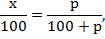 x/100 = p/(100 + p),